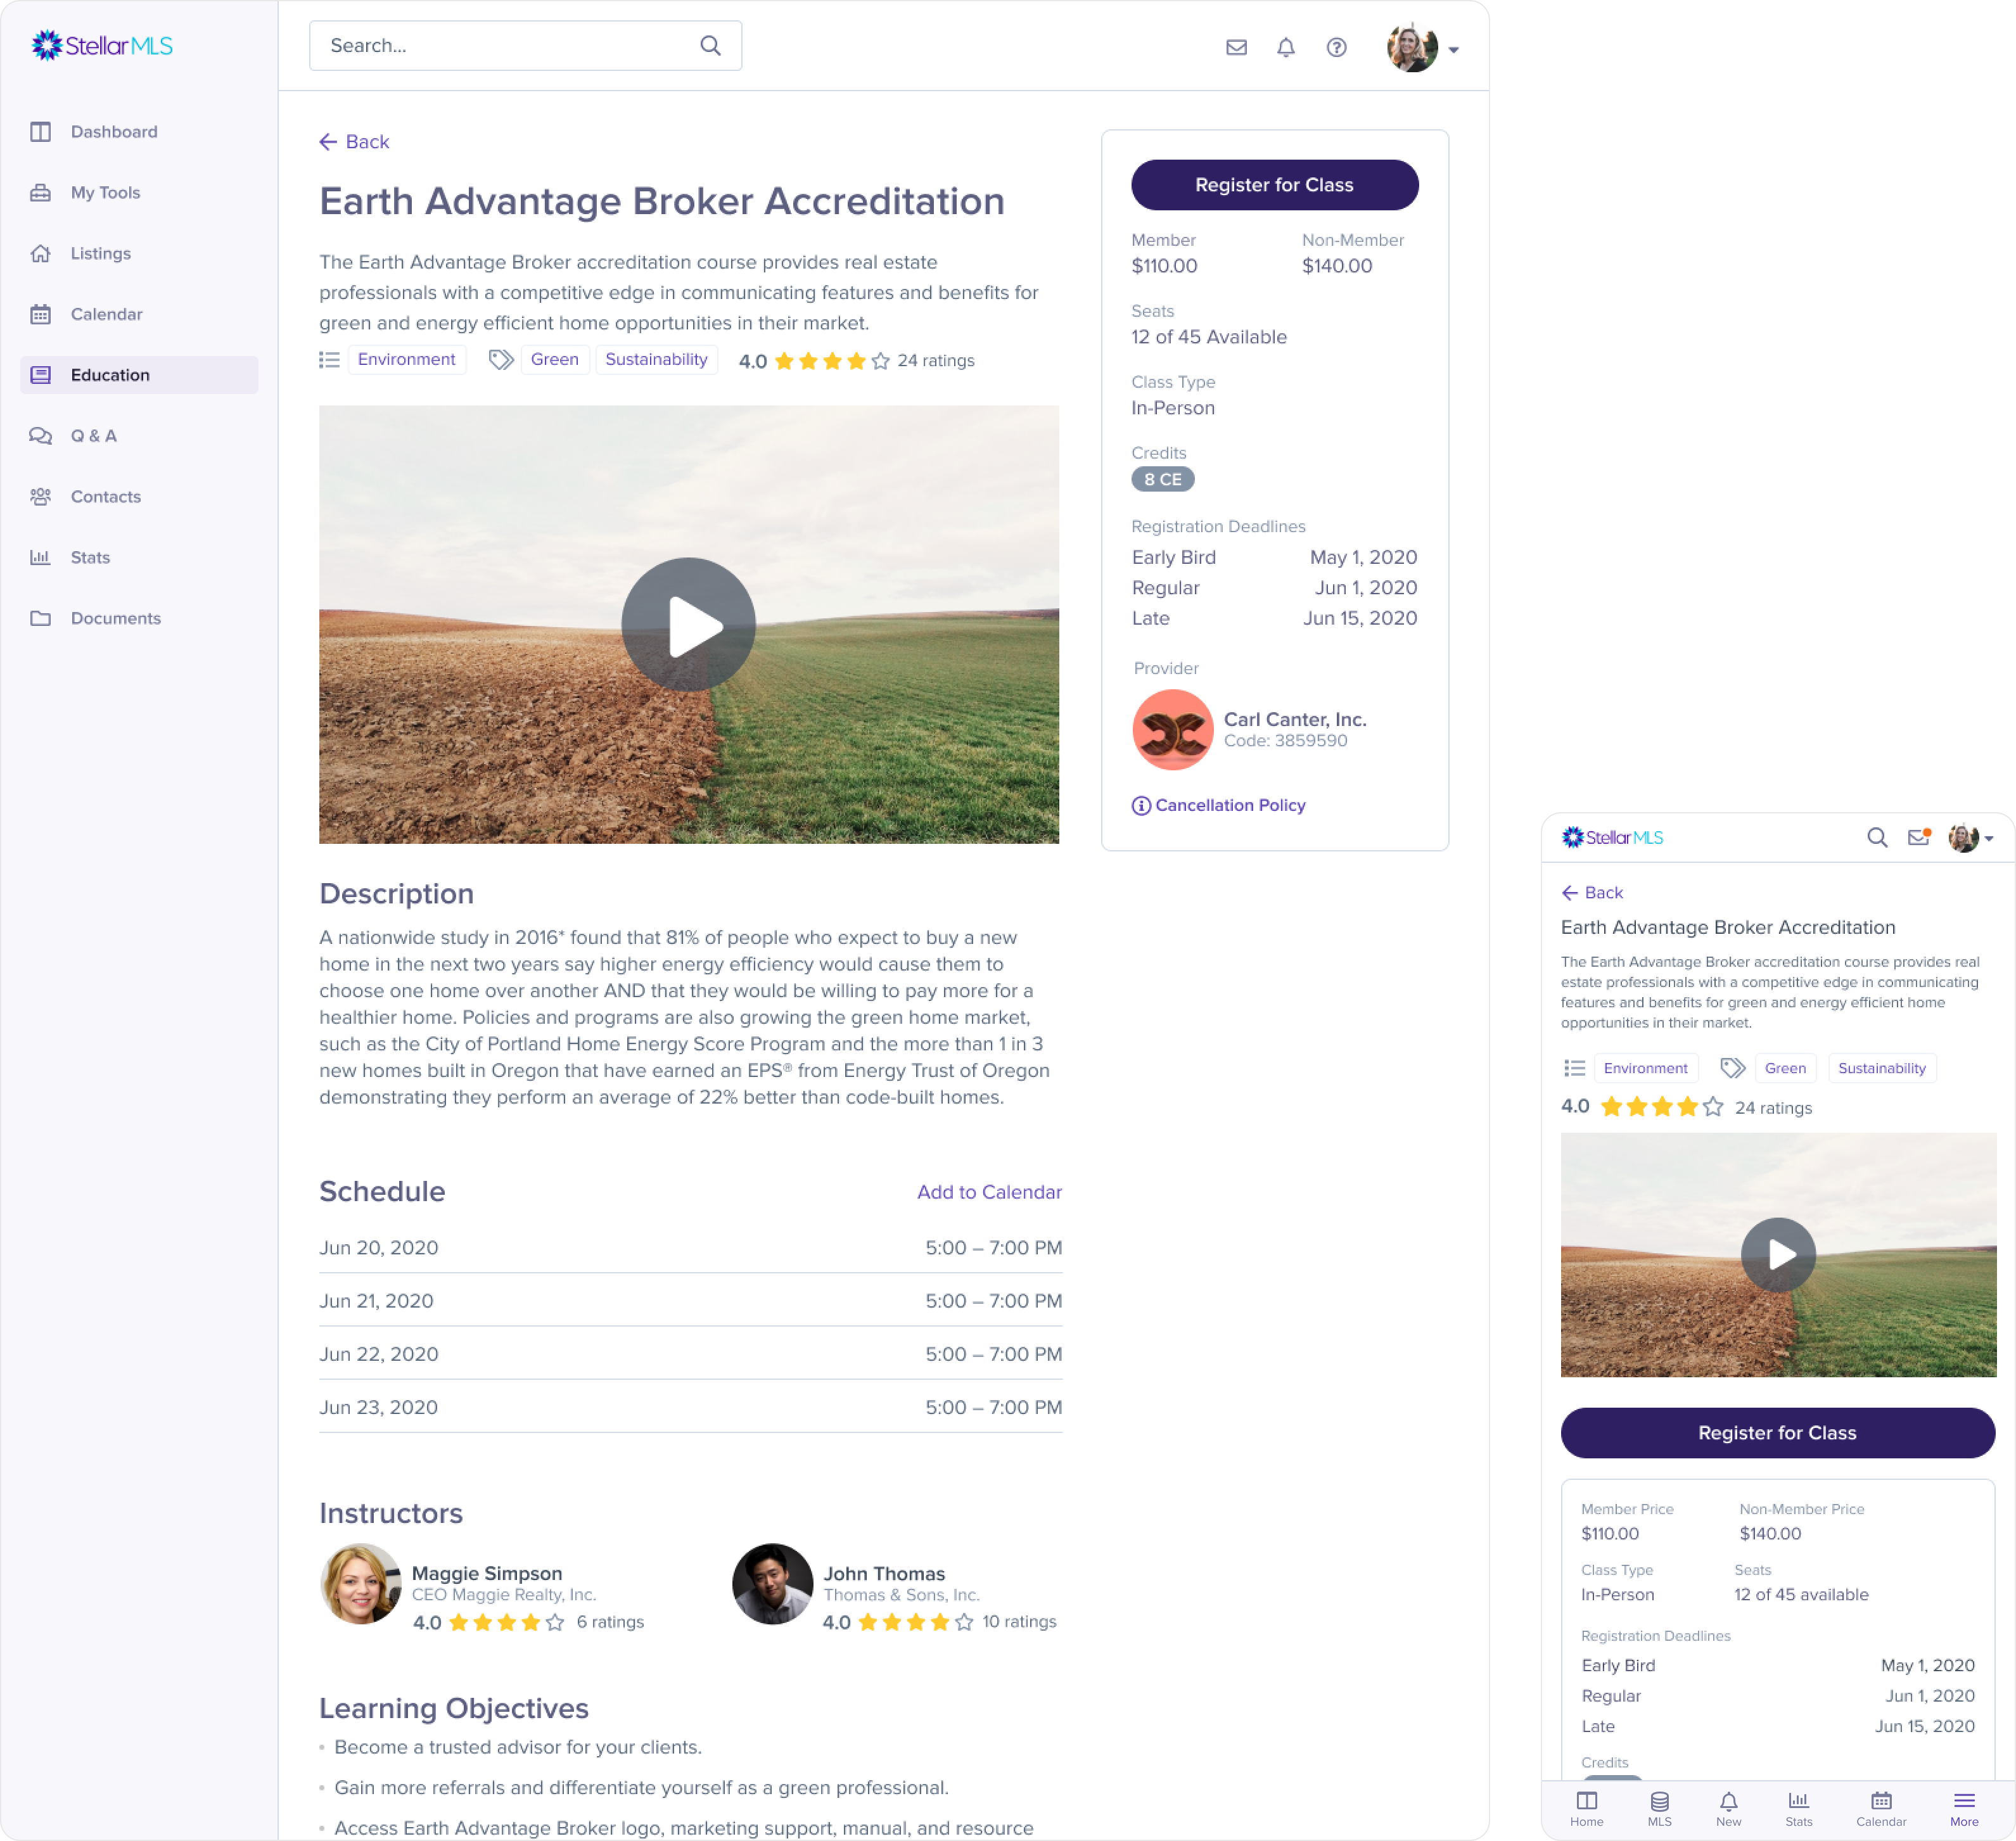 StellarMLS
Search...
Dashboard
My Tools
Listings
Calendar
Education
Q & A
Contacts
Stats
Documents
Back
Earth Advantage Broker Accreditation
The Earth Advantage Broker accreditation course provides real estate
professionals with a competitive edge in communicating features and benefits for
green and energy efficient home opportunities in their market.
Environment Green Sustainability 4.0 24 ratings
Description
A nationwide study in 2016* found that 81% of people who expect to buy a new
home in the next two years say higher energy efficiency would cause them to
choose one home over another AND that they would be willing to pay more for a
healthier home. Policies and programs are also growing the green home market,
such as the City of Portland Home Energy Score Program and the more than 1 in 3
new homes built in Oregon that have earned an EPS® from Energy Trust of Oregon
demonstrating they perform an average of 22% better than code-built homes.
Schedule Add to Calendar
Jun 20, 2020 5:00 – 7:00 PM
Jun 21, 2020 5:00 – 7:00 PM
Jun 22, 2020 5:00 – 7:00 PM
Jun 23, 2020 5:00 – 7:00 PM
Instructors
Maggie Simpson
CEO Maggie Realty, Inc.
4.0 6 ratings
John Thomas
Thomas & Sons, Inc.
4.0 10 ratings
Learning Objectives
• Become a trusted advisor for your clients.
• Gain more referrals and differentiate yourself as a green professional.
• Access Earth Advantage Broker logo, marketing support, manual, and resource
Register for Class
Member Non-Member
$110.00 $140.00
Seats
12 of 45 Available
Class Type
In-Person
Credits
8 CE
Registration Deadlines
Early Bird May 1, 2020
Regular Jun 1, 2020
Late Jun 15, 2020
Provider
Carl Canter, Inc.
Code: 3859590
Cancellation Policy
StellarMLS
Back
Earth Advantage Broker Accreditation
The Earth Advantage Broker accreditation course provides real
estate professionals with a competitive edge in communicating
features and benefits for green and energy efficient home
opportunities in their market.
Environment Green Sustainability
4.0 24 ratings
Register for Class
Member Price Non-Member Price
$110.00 $140.00
Class Type Seats
In-Person 12 of 45 available
Registration Deadlines
Early Bird May 1, 2020
Regular Jun 1, 2020
Late Jun 15, 2020
Credits
Home MLS New Stats Calendar More